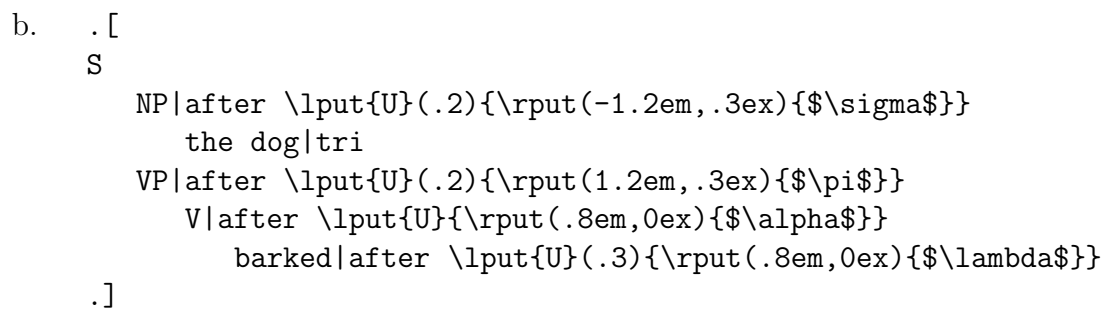 b. .[
S
NP|after \lput{U}(.2){\rput(-1.2em,.3ex){$\sigma$}}
the dog|tri
VP|after \lput{U}(.2){\rput(1.2em,.3ex){$\pi$}}
V|after \lput{U}{\rput(.8em,0ex){$\alpha$}}
barked|after \lput{U}(.3){\rput(.8em,0ex){$\lambda$}}
.]